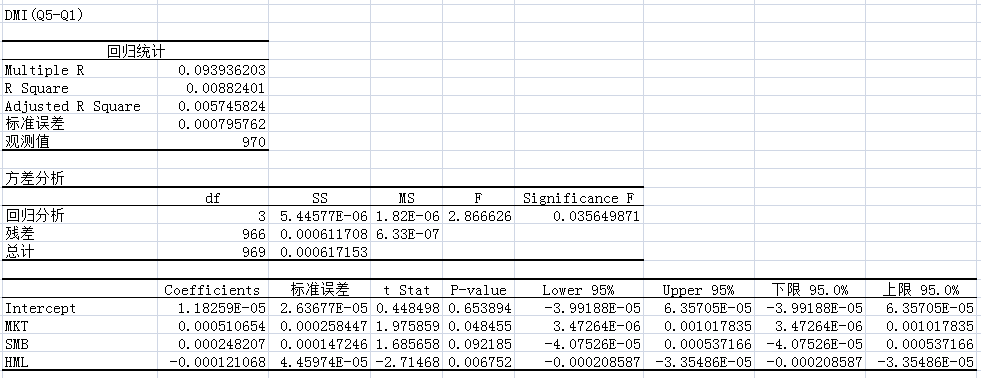 DMI(Q5-Q1)
回归统计
Multiple R 0.093936203
R Square 0.00882401
Adjusted R Square 0.005745824
标准误差 0.000795762
观测值 970
方差分析
df SS MS F Significance F
回归分析 3 5.44577E-06 1.82E-06 2.866626 0.035649871
残差 966 0.000611708 6.33E-07
总计 969 0.000617153
Coefficients 标准误差 t Stat P-value Lower 95% Upper 95% 下限 95.0% 上限 95.0%
Intercept 1.18259E-05 2.63677E-05 0.448498 0.653894 -3.99188E-05 6.35705E-05 -3.99188E-05 6.35705E-05
MKT 0.000510654 0.000258447 1.975859 0.048455 3.47264E-06 0.001017835 3.47264E-06 0.001017835
SMB 0.000248207 0.000147246 1.685658 0.092185 -4.07526E-05 0.000537166 -4.07526E-05 0.000537166
HML -0.000121068 4.45974E-05 -2.71468 0.006752 -0.000208587 -3.35486E-05 -0.000208587 -3.35486E-05